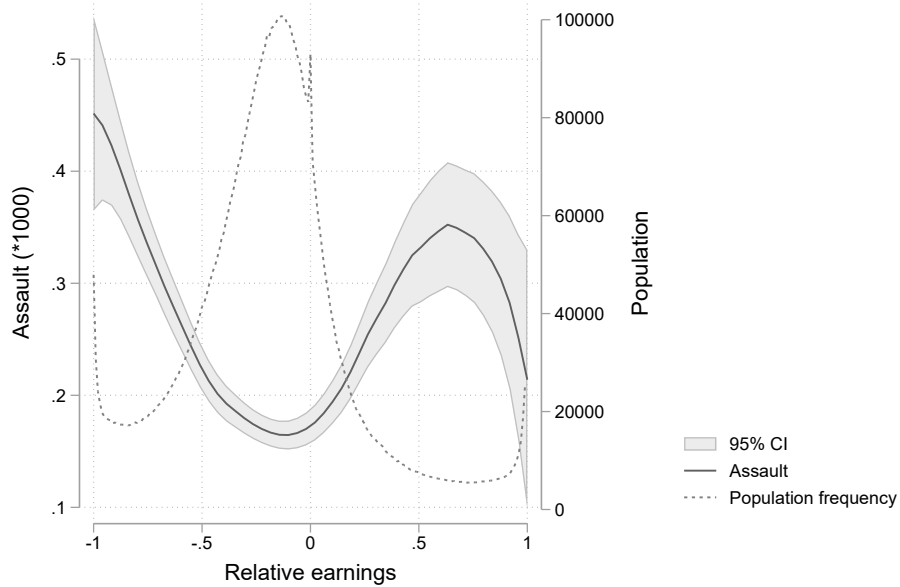 100000
.5
80000
.4
60000
.3
40000
.2
20000
.1
0
Assault (*1000)
Population
-1
-.5
0
.5
1
Relative earnings
95% CI
Assault
Population frequency